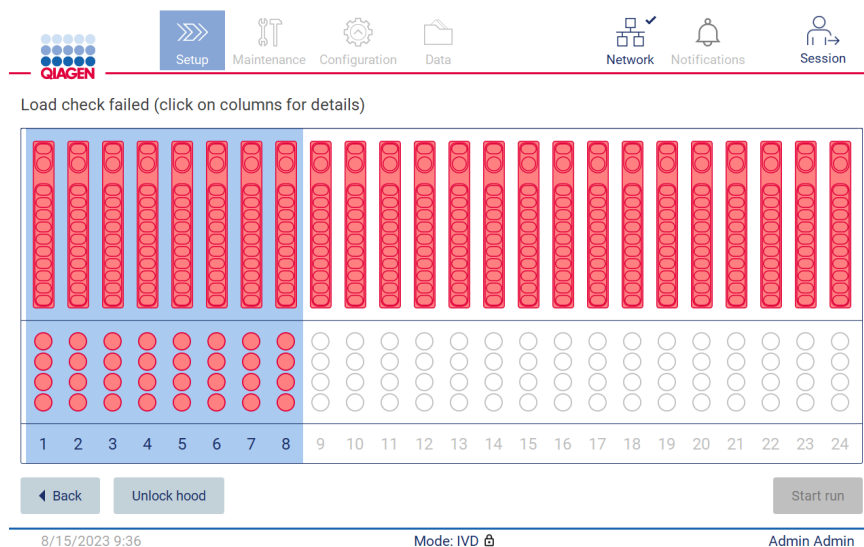 Setup Maintenance Configuration Data Network Notifications Session
QIAGEN
Load check failed (click on columns for details)
1 2 3 4 5 6 7 8 9 10 11 12 13 14 15 16 17 18 19 20 21 22 23 24
Back Unlock hood Start run
8/15/2023 9:36 Mode: IVD Admin Admin